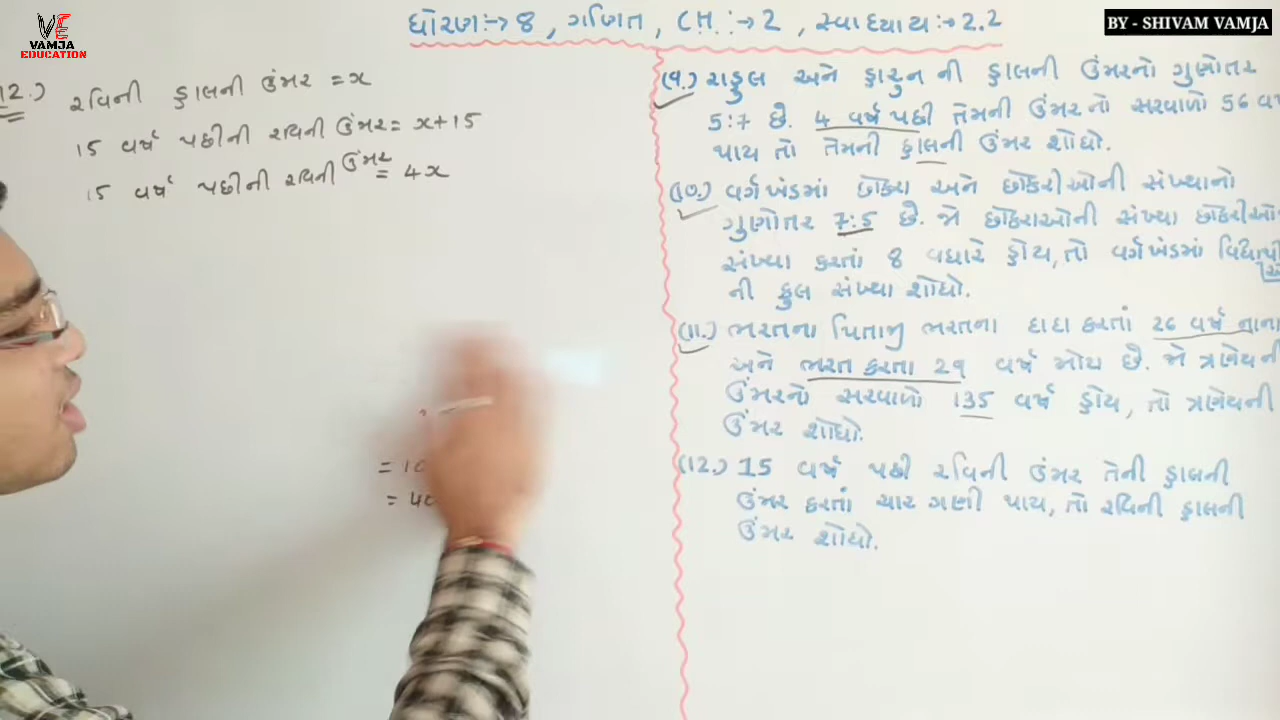 VE
VAMJA
EDUCATION
ધોરણ:→ 8 , ગણિત , CH. :→ 2 , સ્વાધ્યાય :→ 2.2
BY - SHIVAM VAMJA
12.) રવિની હાલની ઉંમર = x
15 વર્ષ પછીની રવિની ઉંમર = x+15
15 વર્ષ પછીની રવિની ઉંમર = 4x
= 40
(9.) રાહુલ અને હારુન ની હાલની ઉંમરનો ગુણોતર
5:7 છે. 4 વર્ષ પછી તેમની ઉંમરનો સરવાળો 56 વર્ષ
થાય તો તેમની હાલની ઉંમર શોધો.
(10.) વર્ગખંડમાં છોકરા અને છોકરીઓની સંખ્યાનો
ગુણોતર 7:5 છે. જો છોકરાઓની સંખ્યા છોકરીઓ
સંખ્યા કરતાં 8 વધારે હોય, તો વર્ગખંડમાં
ની કુલ સંખ્યા શોધો.
(11.) ભરતના પિતાજી ભરતના દાદા કરતાં 26 વર્ષ નાના
અને ભરત કરતા 29 વર્ષ મોટા છે. જો ત્રણેયની
ઉંમરનો સરવાળો 135 વર્ષ હોય, તો ત્રણેયની
ઉંમર શોધો.
(12.) 15 વર્ષ પછી રવિની ઉંમર તેની હાલની
ઉંમર કરતાં ચાર ગણી થાય, તો રવિની હાલની
ઉંમર શોધો.